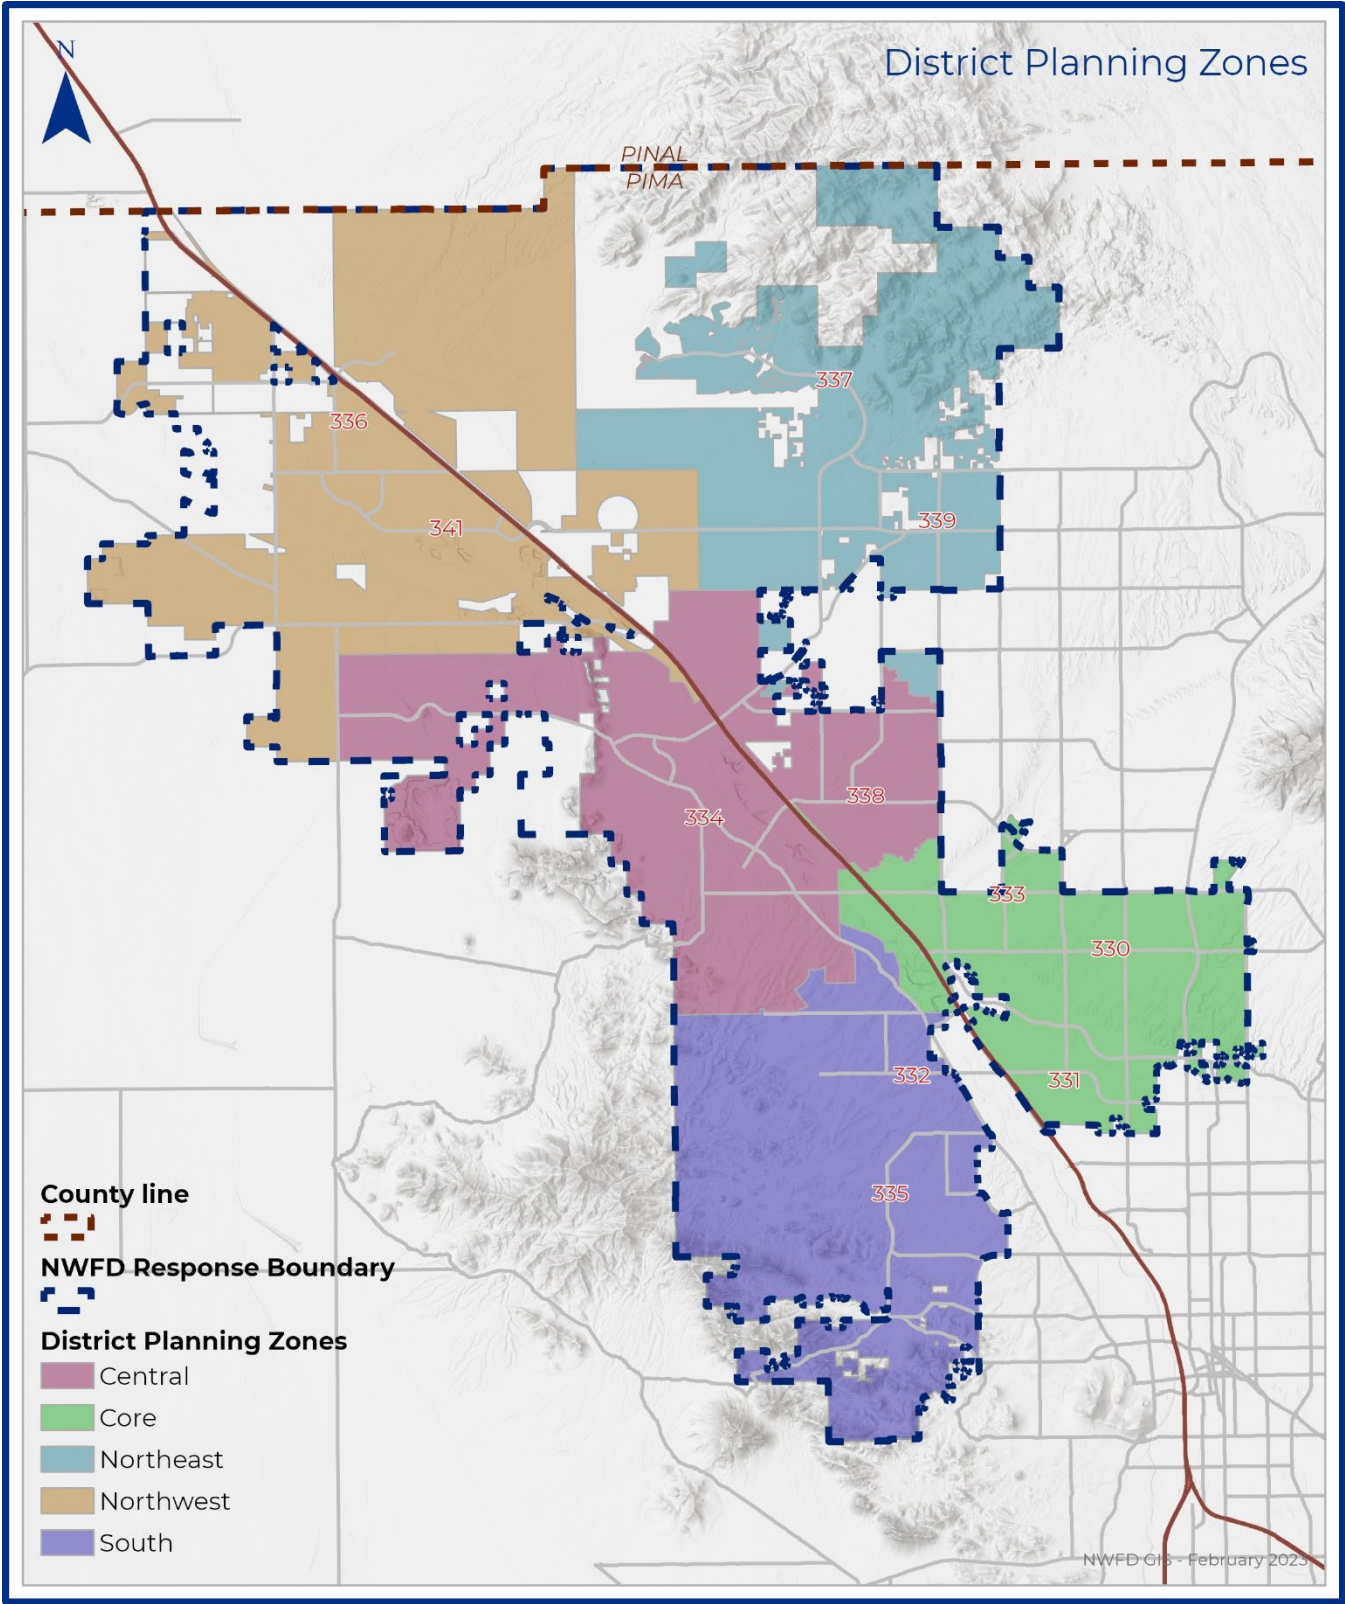 N
District Planning Zones
PINAL
PIMA
337
336
339
341
338
334
333
330
332
331
335
County line
NWFD Response Boundary
District Planning Zones
Central
Core
Northeast
Northwest
South
NWFD GIS - February 2023